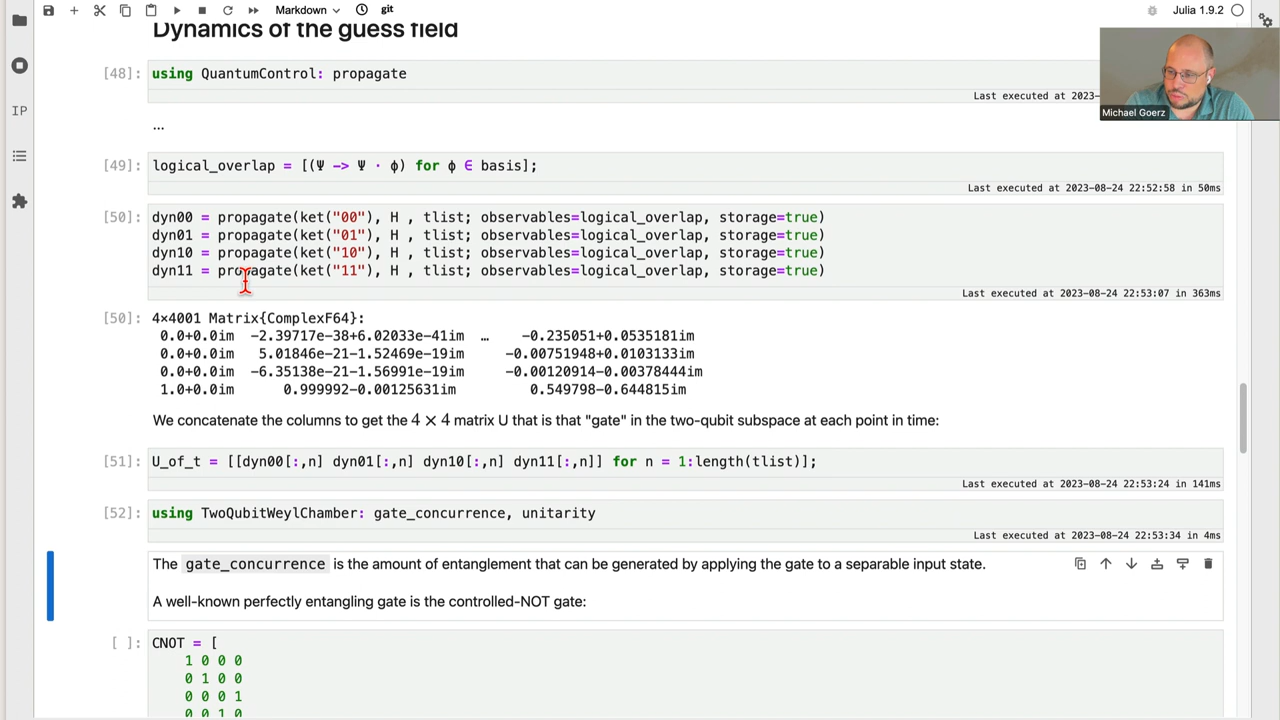 Markdown
git
Julia 1.9.2
Dynamics of the guess field
[48]: using QuantumControl: propagate
Last executed at 2023-
Michael Goerz
IP
...
[49]: logical_overlap = [(Ψ -> Ψ ⋅ ϕ) for ϕ ∈ basis];
Last executed at 2023-08-24 22:52:58 in 50ms
[50]: dyn00 = propagate(ket("00"), H , tlist; observables=logical_overlap, storage=true)
dyn01 = propagate(ket("01"), H , tlist; observables=logical_overlap, storage=true)
dyn10 = propagate(ket("10"), H , tlist; observables=logical_overlap, storage=true)
dyn11 = propagate(ket("11"), H , tlist; observables=logical_overlap, storage=true)
Last executed at 2023-08-24 22:53:07 in 363ms
[50]: 4×4001 Matrix{ComplexF64}:
0.0+0.0im -2.39717e-38+6.02033e-41im … -0.235051+0.0535181im
0.0+0.0im 5.01846e-21-1.52469e-19im -0.00751948+0.0103133im
0.0+0.0im -6.35138e-21-1.56991e-19im -0.00120914-0.00378444im
1.0+0.0im 0.999992-0.00125631im 0.549798-0.644815im
We concatenate the columns to get the 4 × 4 matrix U that is that "gate" in the two-qubit subspace at each point in time:
[51]: U_of_t = [[dyn00[:,n] dyn01[:,n] dyn10[:,n] dyn11[:,n]] for n = 1:length(tlist)];
Last executed at 2023-08-24 22:53:24 in 141ms
[52]: using TwoQubitWeylChamber: gate_concurrence, unitarity
Last executed at 2023-08-24 22:53:34 in 4ms
The gate_concurrence is the amount of entanglement that can be generated by applying the gate to a separable input state.
A well-known perfectly entangling gate is the controlled-NOT gate:
[ ]: CNOT = [
1 0 0 0
0 1 0 0
0 0 0 1
0 0 1 0